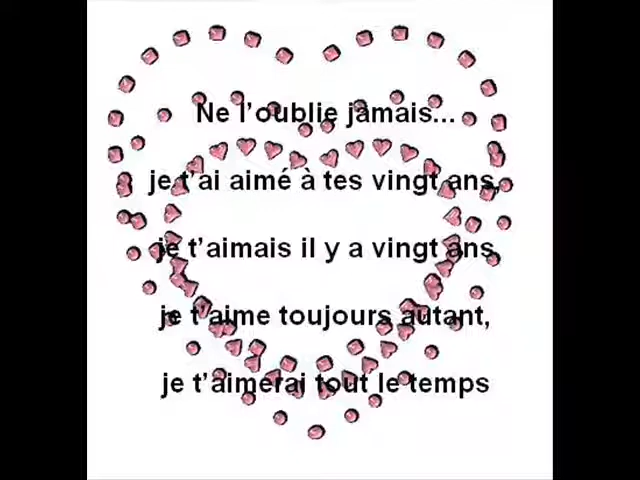 Ne l'oublie jamais...
je t'ai aimé à tes vingt ans,
je t'aimais il y a vingt ans
je t'aime toujours autant,
je t'aimerai tout le temps